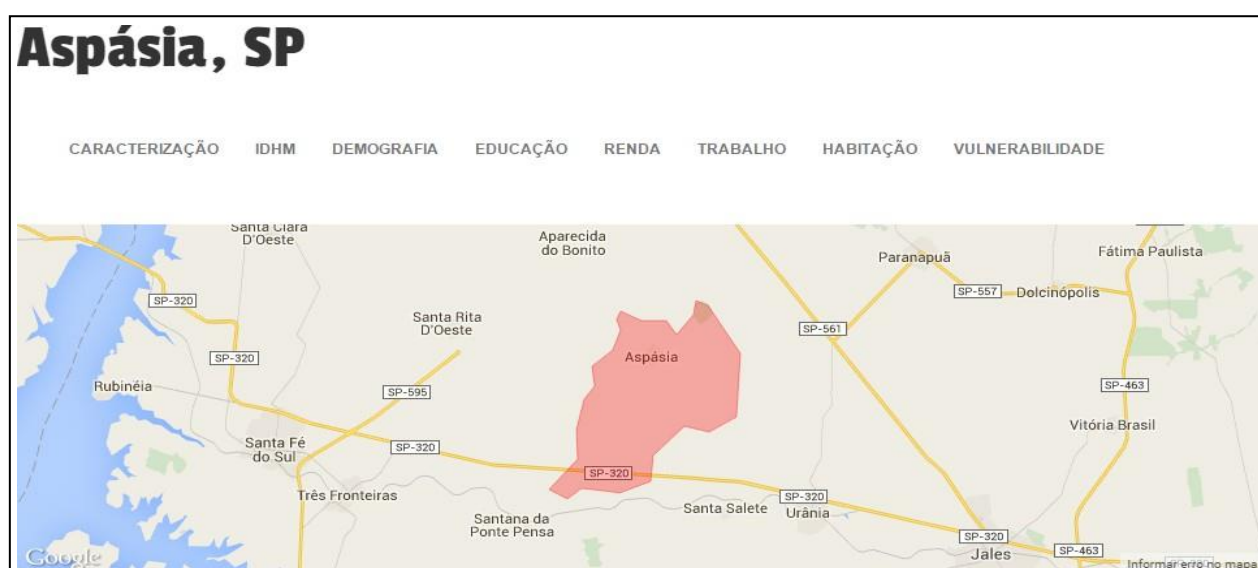 Aspásia, SP
CARACTERIZAÇÃO IDHM DEMOGRAFIA EDUCAÇÃO RENDA TRABALHO HABITAÇÃO VULNERABILIDADE
Santa Clara
D'Oeste
Aparecida
do Bonito
Paranapuã
Fátima Paulista
SP-320
SP-557
Dolcinópolis
Santa Rita
D'Oeste
SP-561
SP-320
Aspásia
Rubinéia
SP-595
SP-463
Vitória Brasil
Santa Fé
do Sul
SP-320
SP-320
Três Fronteiras
SP-320
Santa Salete
Urânia
Santana da
Ponte Pensa
SP-320
Jales
SP-463
Google
Informar erro no mapa